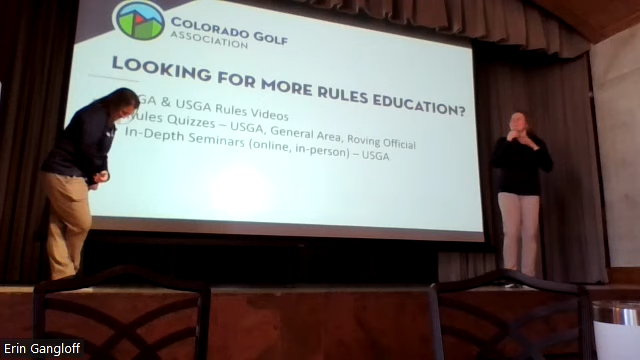 COLORADO GOLF
ASSOCIATION
LOOKING FOR MORE RULES EDUCATION?
GA & USGA Rules Videos
Rules Quizzes – USGA, General Area, Roving Official
In-Depth Seminars (online, in-person) – USGA
Erin Gangloff